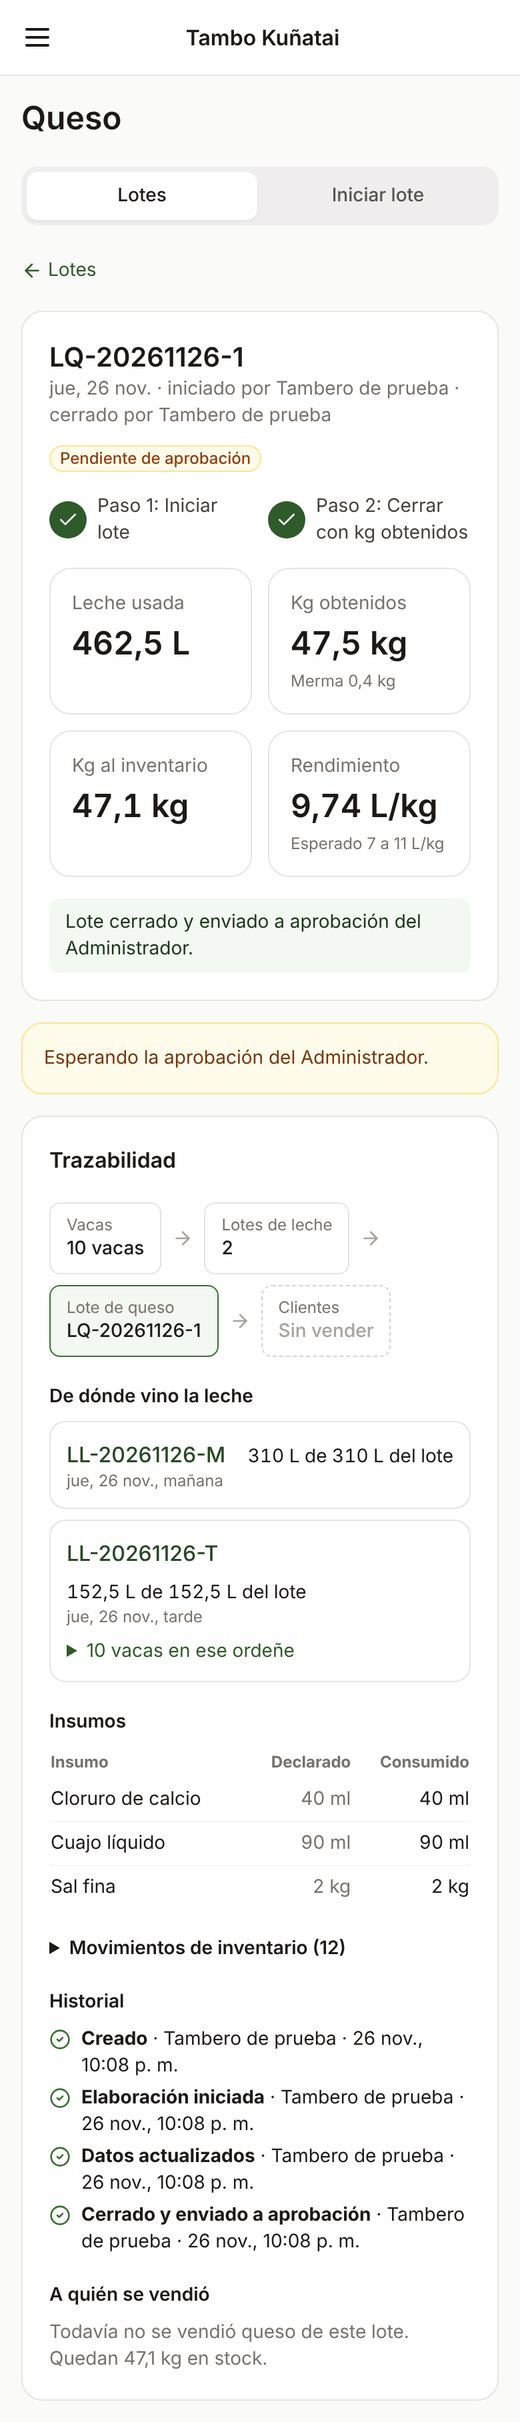 Tambo Kuñatai
Queso
Lotes
Iniciar lote
← Lotes
LQ-20261126-1
jue, 26 nov. · iniciado por Tambero de prueba ·
cerrado por Tambero de prueba
Pendiente de aprobación
Paso 1: Iniciar
lote
Paso 2: Cerrar
con kg obtenidos
Leche usada
462,5 L
Kg obtenidos
47,5 kg
Merma 0,4 kg
Kg al inventario
47,1 kg
Rendimiento
9,74 L/kg
Esperado 7 a 11 L/kg
Lote cerrado y enviado a aprobación del
Administrador.
Esperando la aprobación del Administrador.
Trazabilidad
Vacas
10 vacas
→
Lotes de leche
2
→
Lote de queso
LQ-20261126-1
→
Clientes
Sin vender
De dónde vino la leche
LL-20261126-M 310 L de 310 L del lote
jue, 26 nov., mañana
LL-20261126-T
152,5 L de 152,5 L del lote
jue, 26 nov., tarde
▶ 10 vacas en ese ordeñe
Insumos
Insumo Declarado Consumido
Cloruro de calcio 40 ml 40 ml
Cuajo líquido 90 ml 90 ml
Sal fina 2 kg 2 kg
▶ Movimientos de inventario (12)
Historial
Creado · Tambero de prueba · 26 nov.,
10:08 p. m.
Elaboración iniciada · Tambero de prueba ·
26 nov., 10:08 p. m.
Datos actualizados · Tambero de prueba ·
26 nov., 10:08 p. m.
Cerrado y enviado a aprobación · Tambero
de prueba · 26 nov., 10:08 p. m.
A quién se vendió
Todavía no se vendió queso de este lote.
Quedan 47,1 kg en stock.